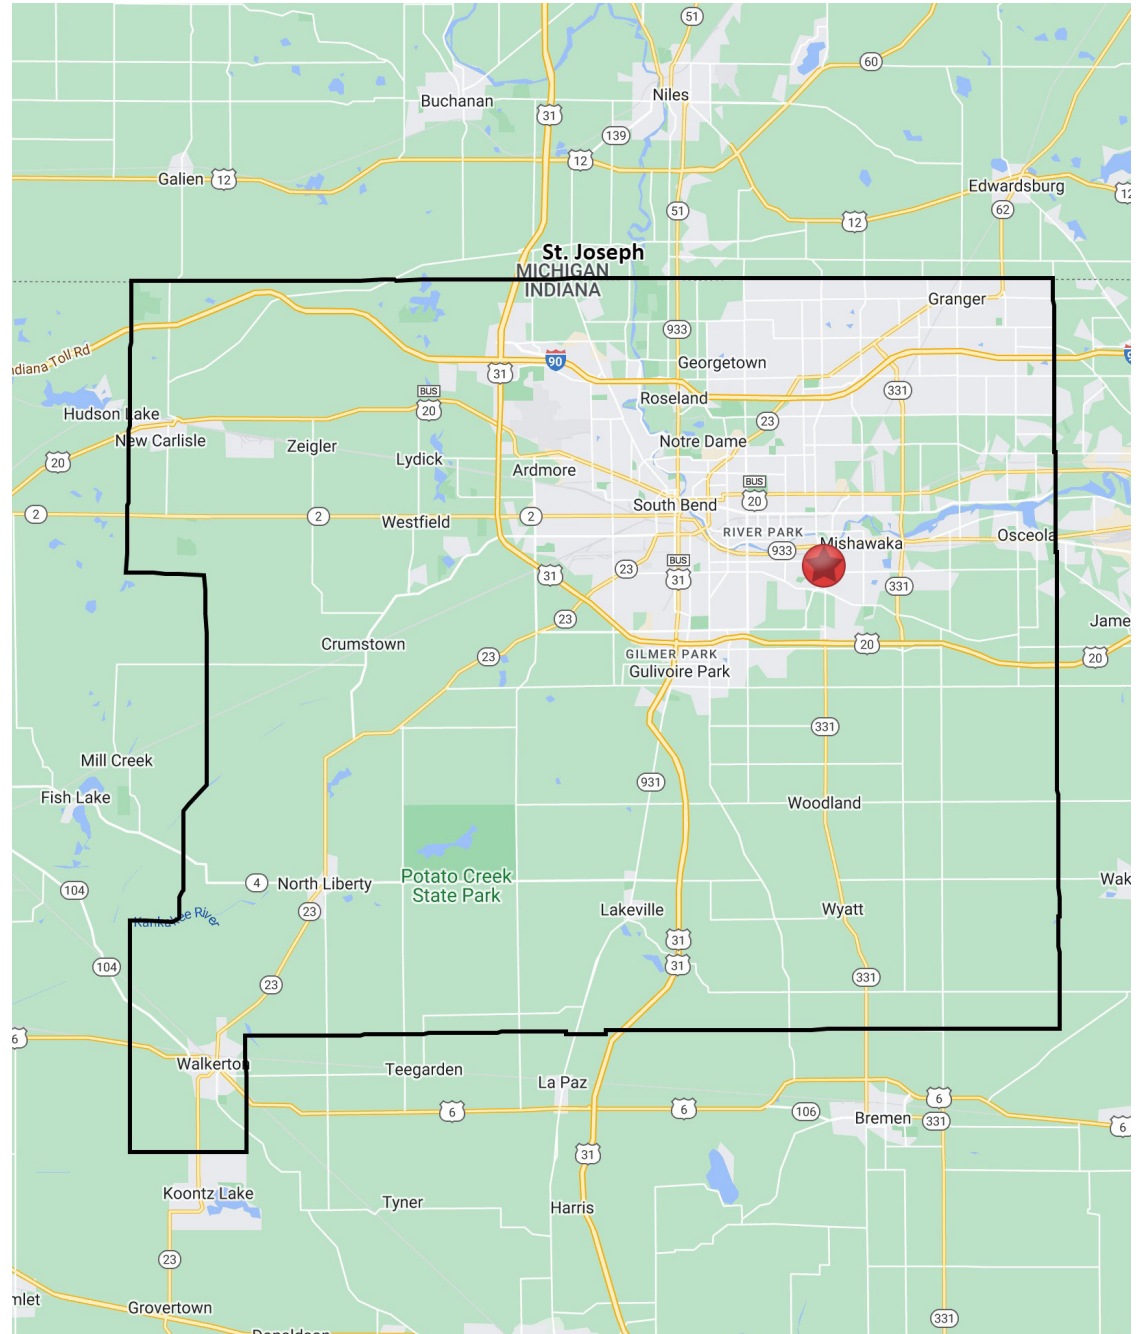 51
60
Buchanan
Niles
31
139
12
Galien
12
Edwardsburg
12
51
62
12
St. Joseph
MICHIGAN
INDIANA
Granger
933
Indiana Toll Rd
90
Georgetown
31
331
BUS
20
Roseland
Hudson Lake
23
New Carlisle
Zeigler
Notre Dame
Lydick
20
Ardmore
BUS
20
South Bend
2
2
Westfield
2
RIVER PARK
Osceola
933
Mishawaka
BUS
31
23
31
331
23
Crumstown
20
GILMER PARK
23
20
Gulivoire Park
331
Mill Creek
931
Fish Lake
Woodland
Potato Creek
State Park
4
North Liberty
104
23
Lakeville
Wyatt
Kankakee River
31
104
31
331
23
6
Walkerton
Teegarden
La Paz
6
6
6
106
Bremen
331
6
31
Koontz Lake
Tyner
Harris
23
Grovertown
331